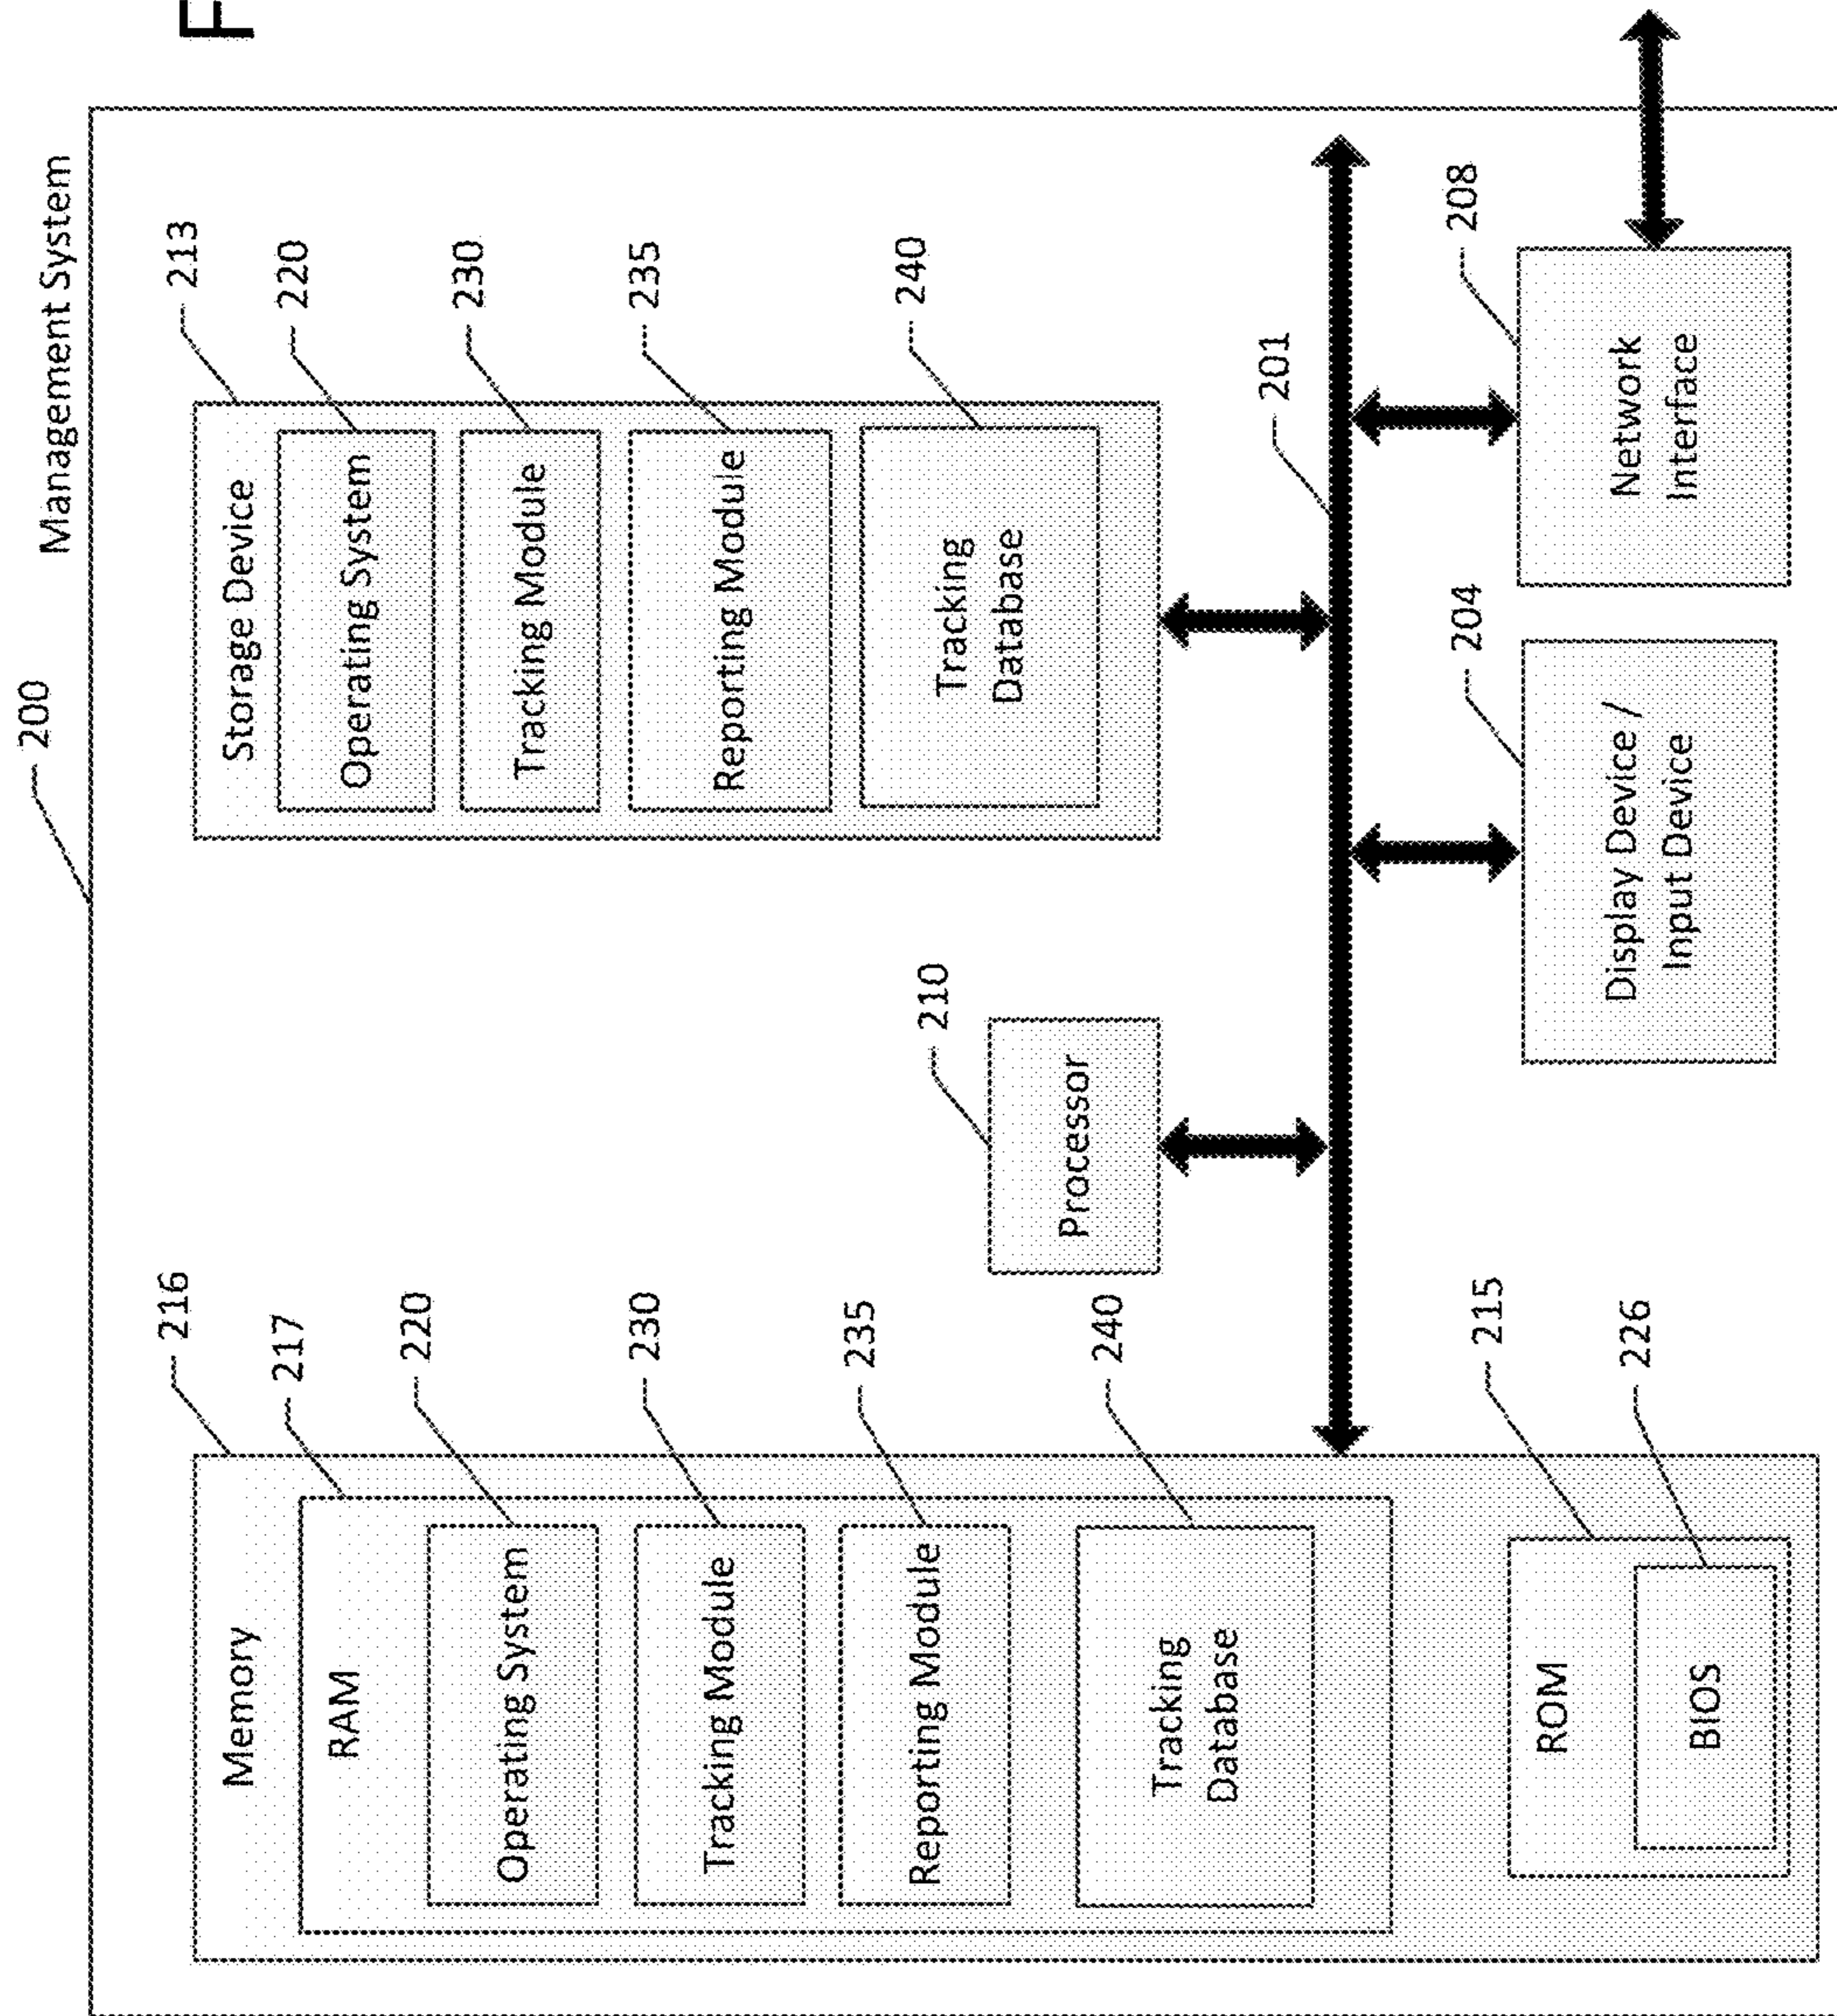 200
Management System
F
216
Memory
217
RAM
220
Operating System
230
Tracking Module
235
Reporting Module
240
Tracking
Database
215
ROM
226
BIOS
210
Processor
213
Storage Device
220
Operating System
230
Tracking Module
235
Reporting Module
240
Tracking
Database
201
204
Display Device /
Input Device
208
Network
Interface